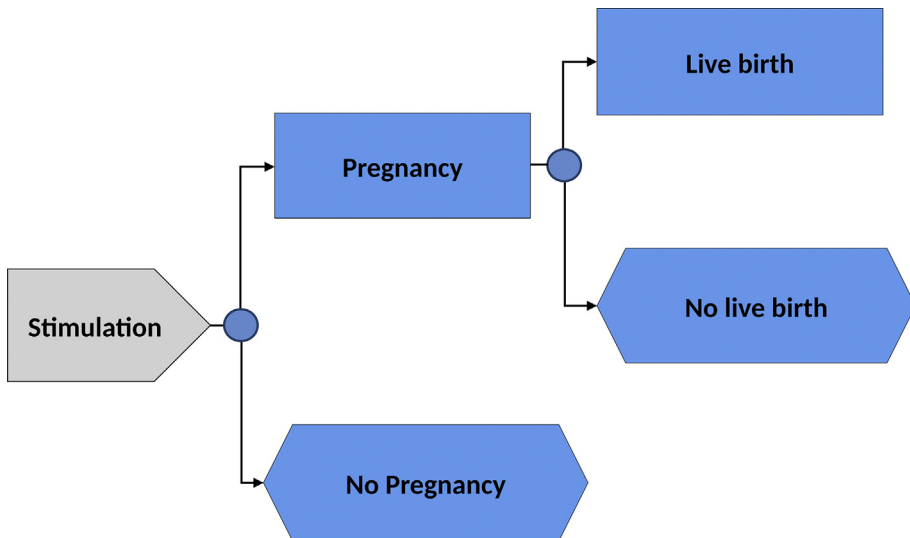 Live birth
Pregnancy
No live birth
Stimulation
No Pregnancy